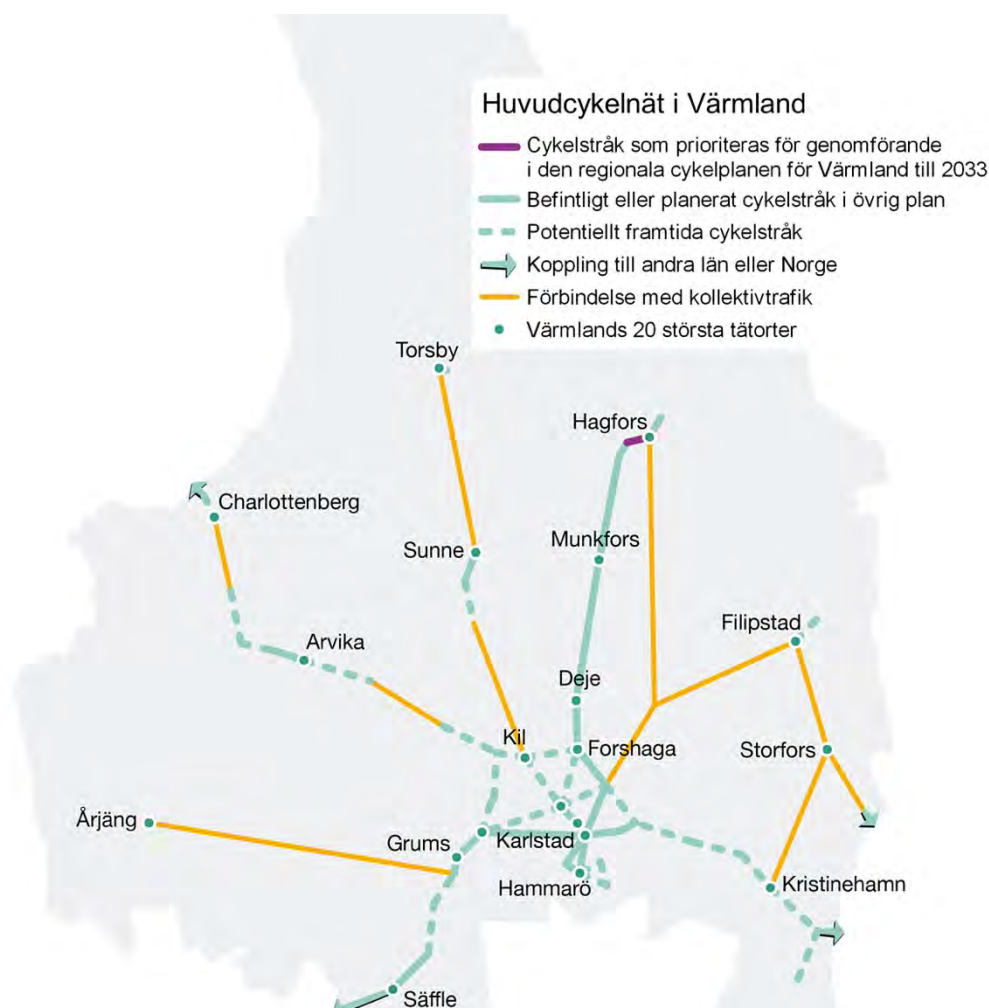 Huvudcykelnät i Värmland
Cykelstråk som prioriteras för genomförande
i den regionala cykelplanen för Värmland till 2033
Befintligt eller planerat cykelstråk i övrig plan
Potentiellt framtida cykelstråk
Koppling till andra län eller Norge
Förbindelse med kollektivtrafik
Värmlands 20 största tätorter
Torsby
Hagfors
Charlottenberg
Munkfors
Sunne
Filipstad
Arvika
Deje
Kil
Forshaga
Storfors
Årjäng
Grums
Karlstad
Hammarö
Kristinehamn
Säffle